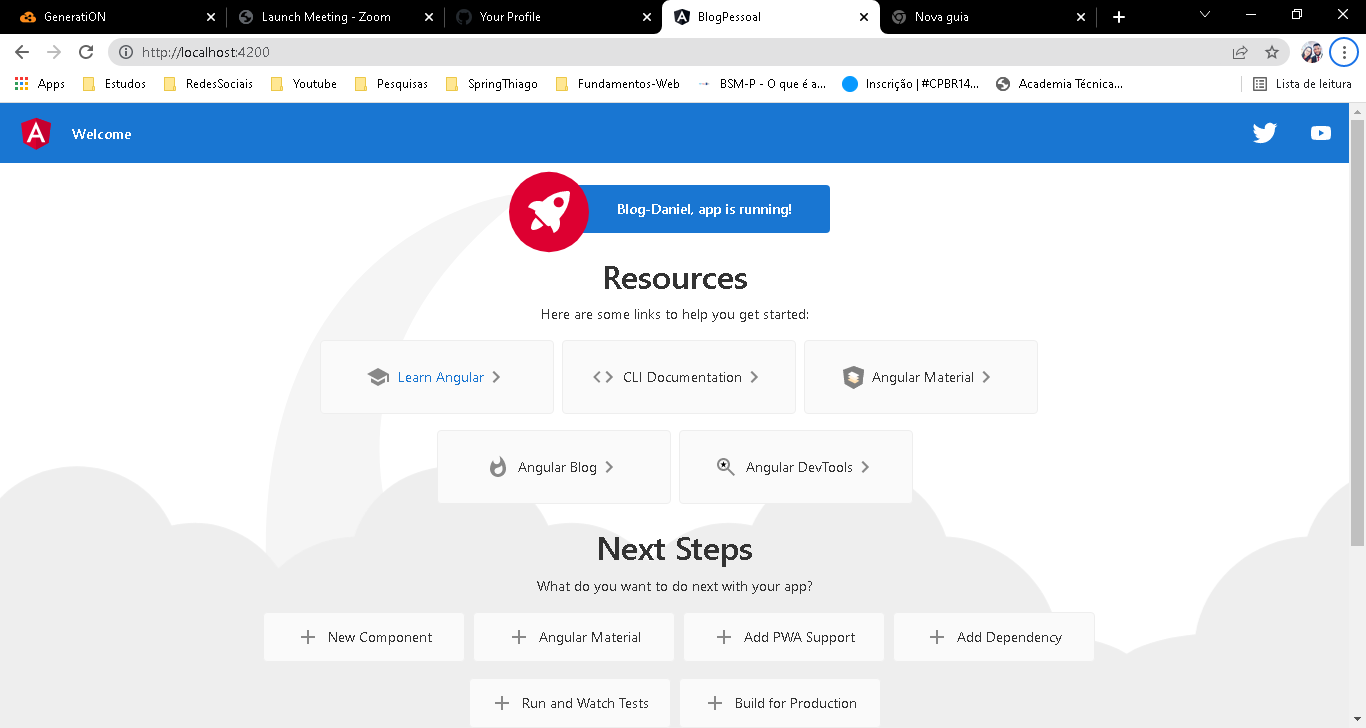 GeneratiON
Launch Meeting - Zoom
Your Profile
BlogPessoal
Nova guia
http://localhost:4200
Apps
Estudos
RedesSociais
Youtube
Pesquisas
SpringThiago
Fundamentos-Web
BSM-P - O que é a...
Inscrição | #CPBR14...
Academia Técnica...
Lista de leitura
A Welcome
Blog-Daniel, app is running!
Resources
Here are some links to help you get started:
Learn Angular
CLI Documentation
Angular Material
Angular Blog
Angular DevTools
Next Steps
What do you want to do next with your app?
New Component
Angular Material
Add PWA Support
Add Dependency
Run and Watch Tests
Build for Production